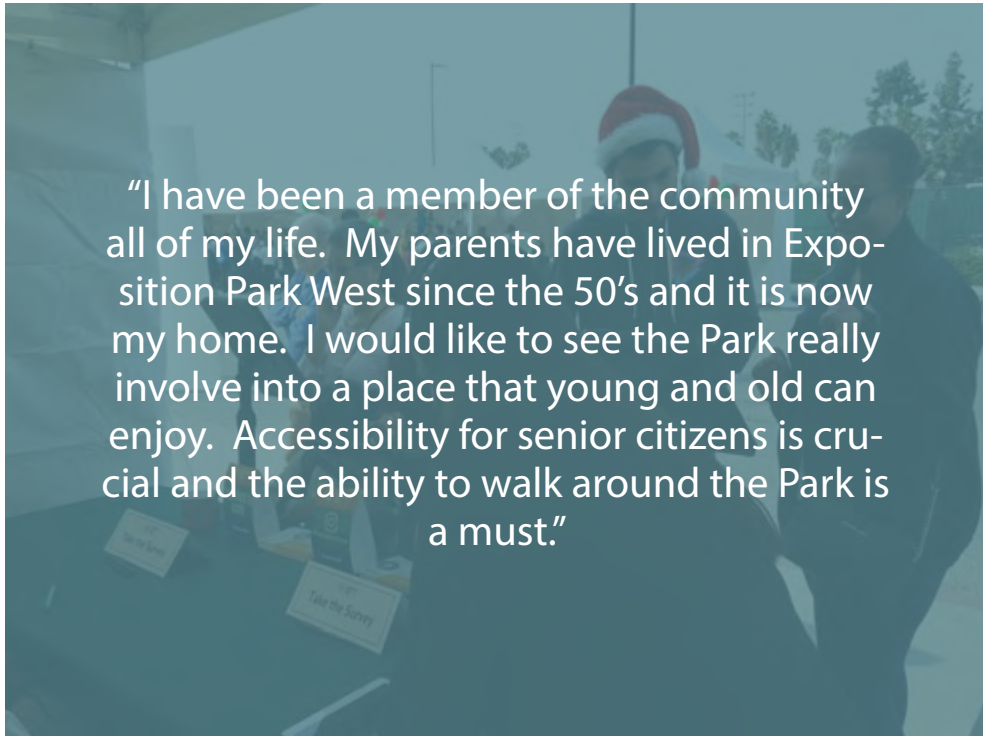 “I have been a member of the community
all of my life.  My parents have lived in Expo-
sition Park West since the 50’s and it is now
my home.  I would like to see the Park really
involve into a place that young and old can
enjoy.  Accessibility for senior citizens is cru-
cial and the ability to walk around the Park is
a must.”
Take the Survey
Take the Survey